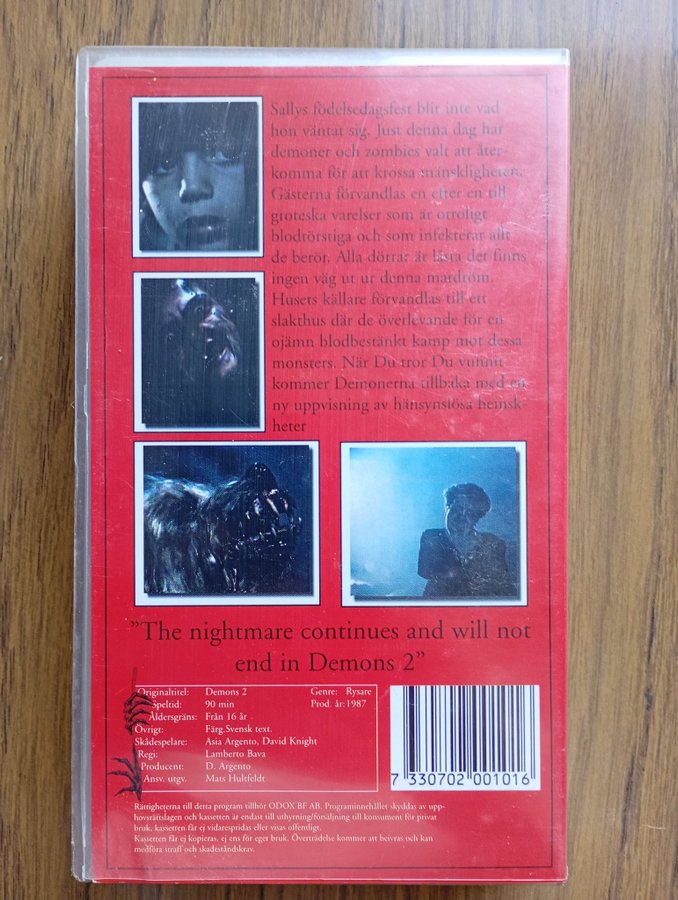 Sallys födelsedagsfest blir inte vad
hon väntat sig. Just denna dag har
demoner och zombies valt att åter-
komma för att krossa mänskligheten.
Gästerna förvandlas en efter en till
groteska varelser som är otroligt
blodtörstiga och som infekterar allt
de berör. Alla dörrar är låsta det finns
ingen väg ut ur denna mardröm.
Husets källare förvandlas till ett
slakthus där de överlevande för en
ojämn blodbestänkt kamp mot dessa
monsters. När Du tror Du vunnit
kommer Demonerna tillbaka med en
ny uppvisning av hänsynslösa hemsk-
heter
"The nightmare continues and will not
end in Demons 2"
Originaltitel: Demons 2 Genre: Rysare
Speltid: 90 min Prod. år:1987
Åldersgräns: Från 16 år
Övrigt: Färg.Svensk text.
Skådespelare: Asia Argento, David Knight
Regi: Lamberto Bava
Producent: D. Argento
Ansv. utgv. Mats Hultfeldt
7 330702 001016
Rättigheterna till detta program tillhör ODOX BF AB. Programinnehållet skyddas av upp-
hovsrättslagen och kassetten är endast till uthyrning/försäljning till konsument för privat
bruk, kassetten får ej vidarespridas eller visas offentligt.
Kassetten får ej kopieras, ej ens för eget bruk. Överträdelse kommer att beivras och kan
medföra straff och skadeståndskrav.